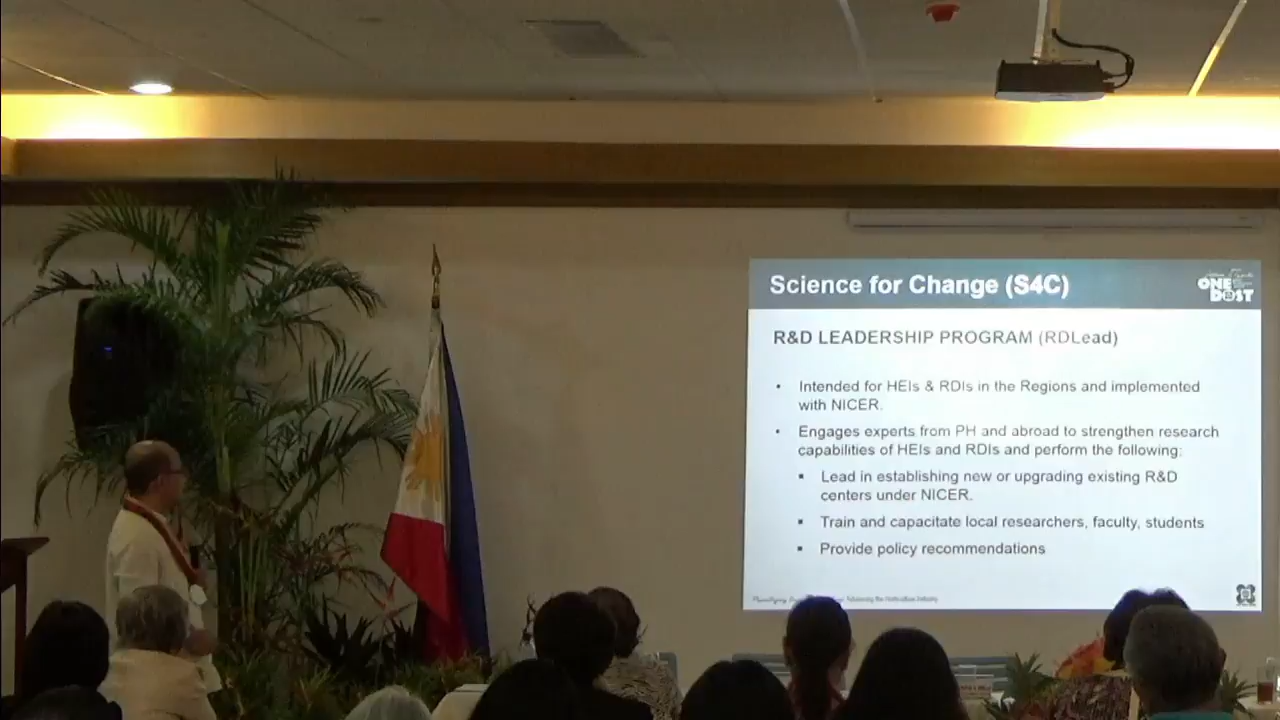 Science for Change (S4C)
ONE
DOST
R&D LEADERSHIP PROGRAM (RDLead)
• Intended for HEIs & RDIs in the Regions and implemented
with NICER.
• Engages experts from PH and abroad to strengthen research
capabilities of HEIs and RDIs and perform the following:
▪ Lead in establishing new or upgrading existing R&D
centers under NICER.
▪ Train and capacitate local researchers, faculty, students
▪ Provide policy recommendations
the Horticulture Industry